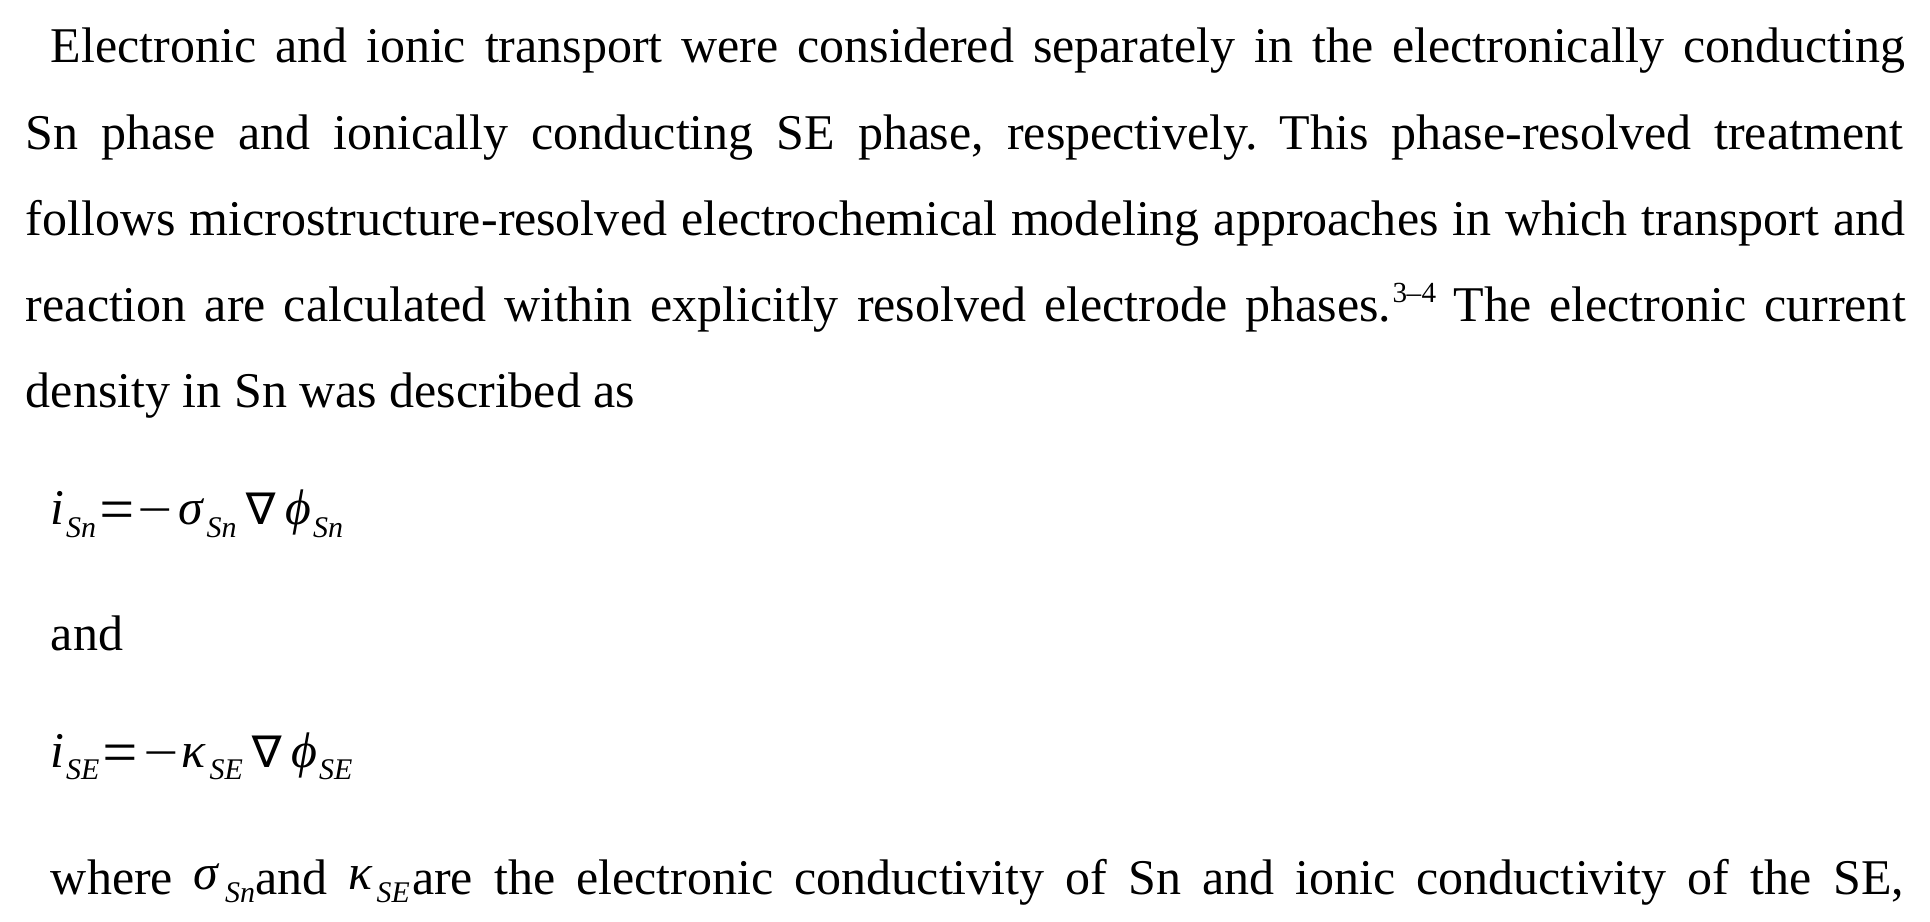 Electronic and ionic transport were considered separately in the electronically conducting
Sn phase and ionically conducting SE phase, respectively. This phase-resolved treatment
follows microstructure-resolved electrochemical modeling approaches in which transport and
reaction are calculated within explicitly resolved electrode phases.³⁻⁴ The electronic current
density in Sn was described as
i_Sn=−σ_Sn ∇ ϕ_Sn
and
i_SE=−κ_SE ∇ ϕ_SE
where σ_Sn and κ_SE are the electronic conductivity of Sn and ionic conductivity of the SE,